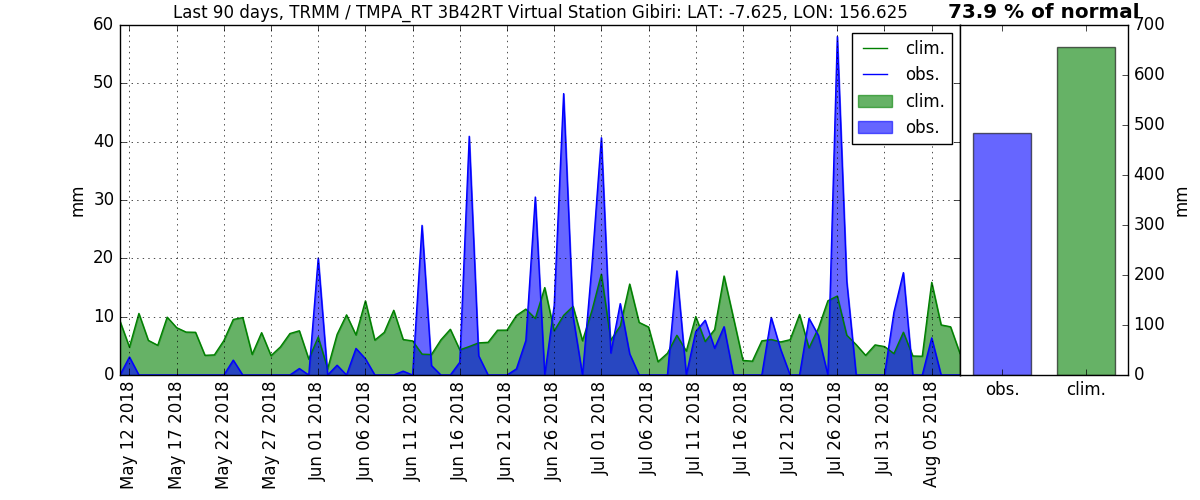 Last 90 days, TRMM / TMPA_RT 3B42RT Virtual Station Gibiri: LAT: -7.625, LON: 156.625
73.9 % of normal
60
50
40
30
20
10
0
mm
clim.
obs.
clim.
obs.
700
600
500
400
300
200
100
0
mm
May 12 2018
May 17 2018
May 22 2018
May 27 2018
Jun 01 2018
Jun 06 2018
Jun 11 2018
Jun 16 2018
Jun 21 2018
Jun 26 2018
Jul 01 2018
Jul 06 2018
Jul 11 2018
Jul 16 2018
Jul 21 2018
Jul 26 2018
Jul 31 2018
Aug 05 2018
obs.
clim.